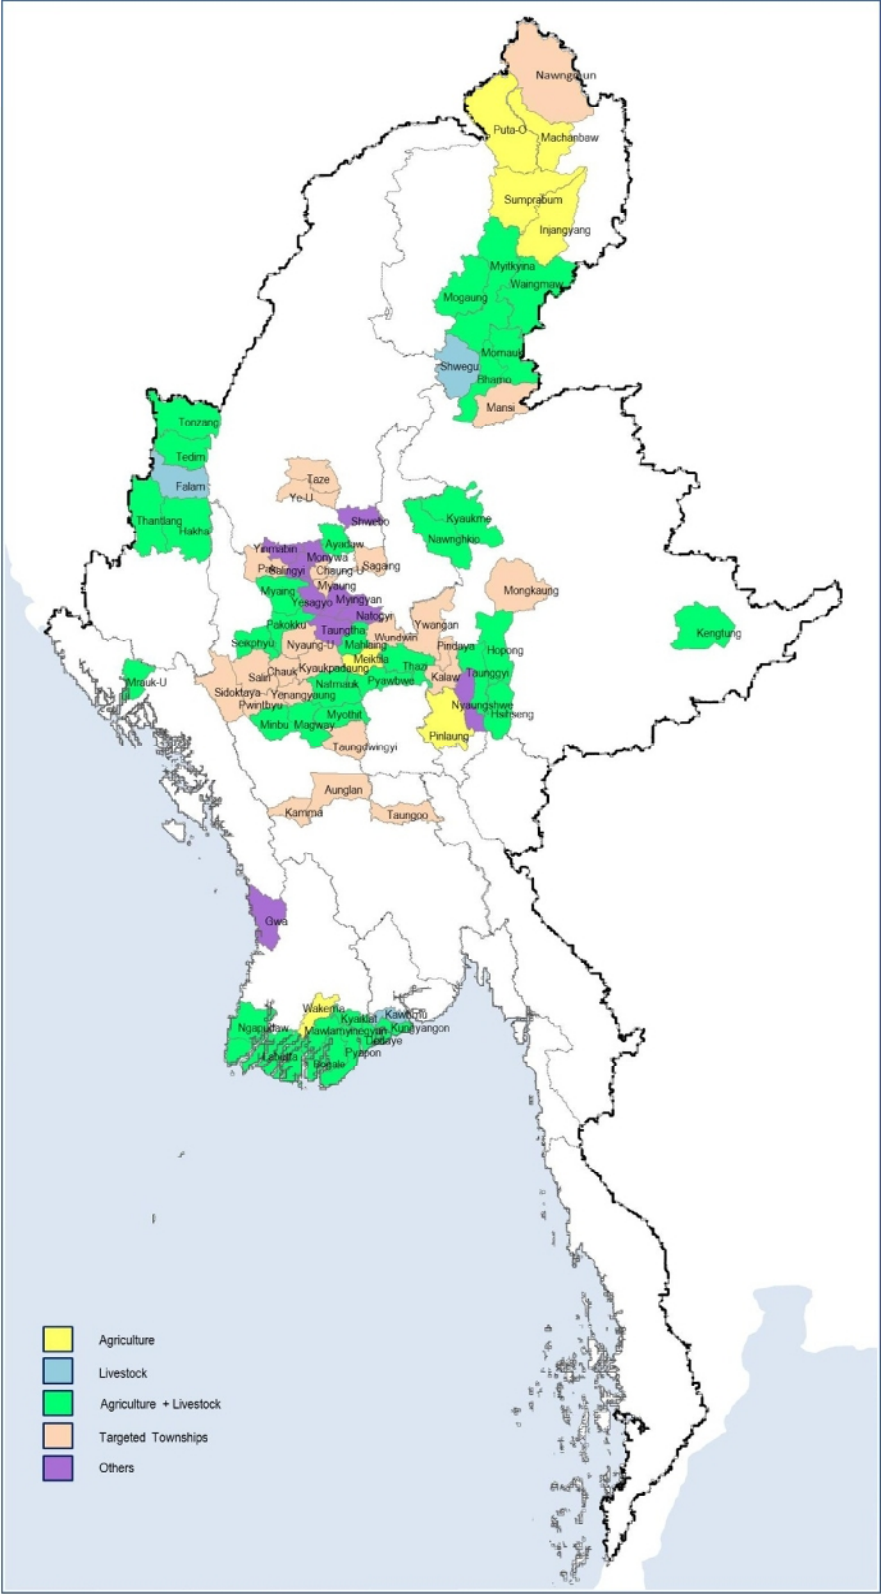 Nawngmun
Puta-O
Machanbaw
Sumprabum
Injangyang
Myitkyina
Waingmaw
Mogaung
Momauk
Shwegu
Bhamo
Mansi
Tonzang
Tedim
Falam
Thantlang
Hakha
Taze
Ye-U
Shwebo
Kyaukme
Nawnghkio
Ayadaw
Yinmabin
Monywa
Sagaing
Salingyi
Chaung-U
Mongkaung
Myaung
Myaing
Yesagyo
Myingyan
Natogyi
Pakokku
Taungtha
Ywangan
Kengtung
Wundwin
Seikphyu
Nyaung-U
Mahlaing
Pindaya
Hopong
Meiktila
Kyaukpadaung
Thazi
Chauk
Salin
Kalaw
Taunggyi
Mrauk-U
Natmauk
Pyawbwe
Sidoktaya
Yenangyaung
Pwintbyu
Nyaungshwe
Hsihseng
Myothit
Minbu
Magway
Pinlaung
Taungdwingyi
Aunglan
Kamma
Taungoo
Gwa
Wakema
Kawhmu
Kyaiklat
Ngapudaw
Mawlamyinegyun
Kungyangon
Dedaye
Pyapon
Labutta
Bogale
Agriculture
Livestock
Agriculture + Livestock
Targeted Townships
Others